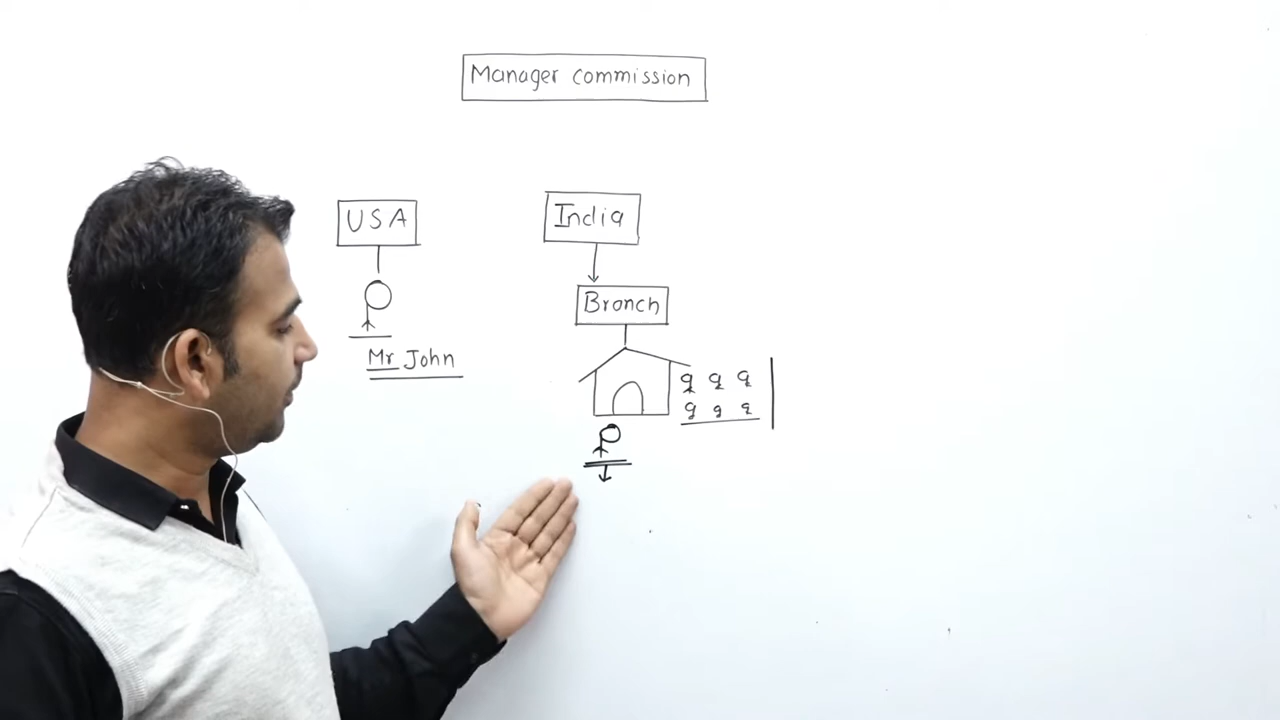 Manager commission
USA
India
Bronch
Mr John